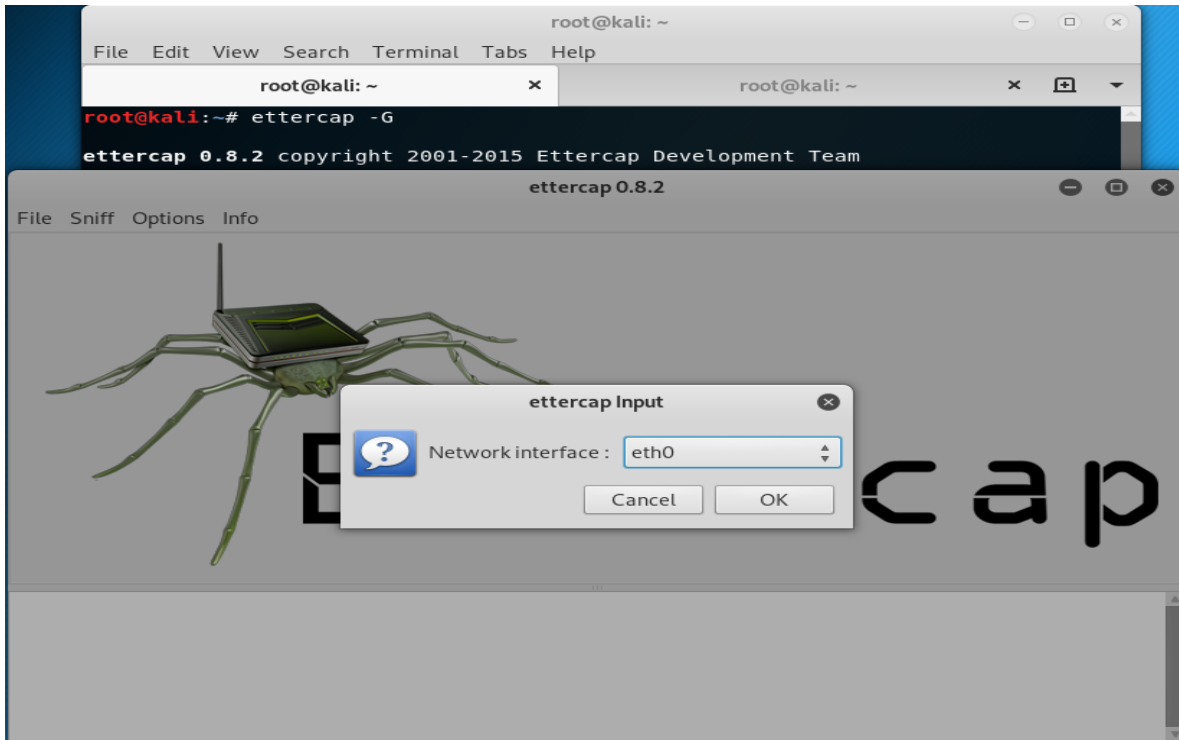 root@kali: ~
File Edit View Search Terminal Tabs Help
root@kali: ~ root@kali: ~
root@kali:~# ettercap -G
ettercap 0.8.2 copyright 2001-2015 Ettercap Development Team
ettercap 0.8.2
File Sniff Options Info
ettercap Input
Network interface : eth0
Cancel OK
E cap